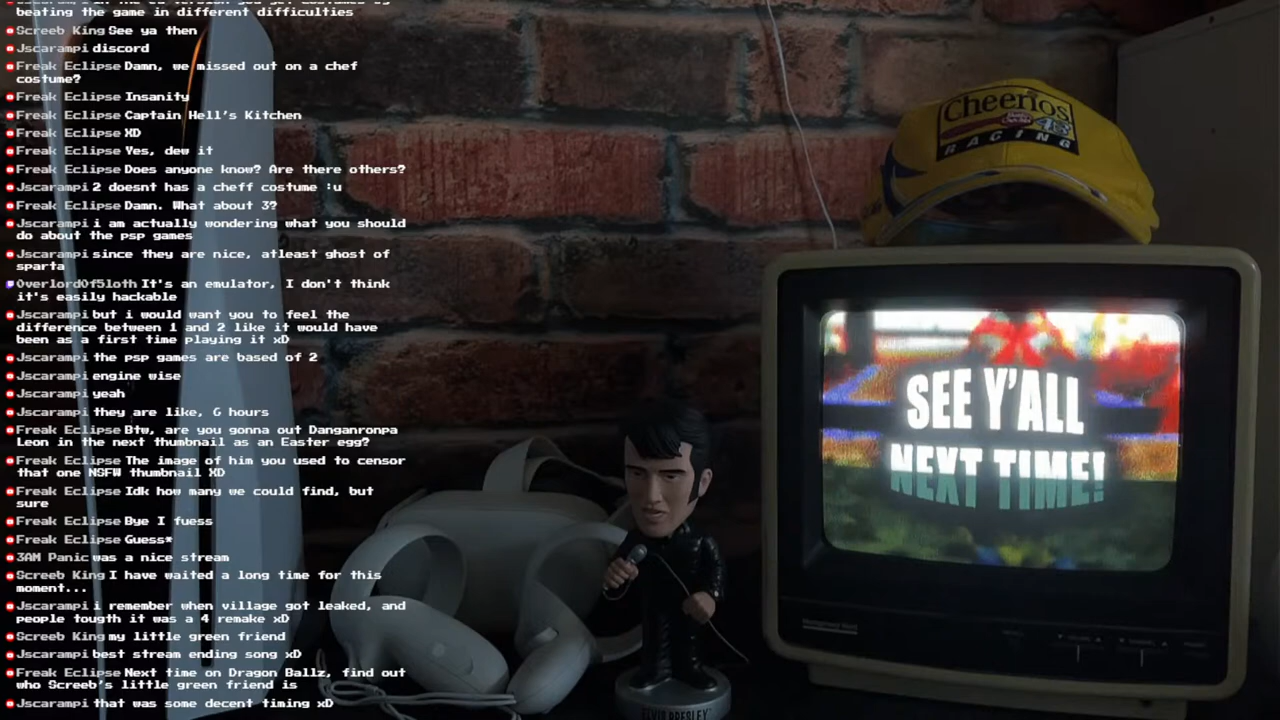 beating the game in different difficulties
Screeb King See ya then
Jscarampi discord
Freak Eclipse Damn, we missed out on a chef
costume?
Freak Eclipse Insanity
Freak Eclipse Captain Hell's Kitchen
Freak Eclipse XD
Freak Eclipse Yes, dew it
Freak Eclipse Does anyone know? Are there others?
Jscarampi 2 doesnt has a cheff costume :u
Freak Eclipse Damn. What about 3?
Jscarampi i am actually wondering what you should
do about the psp games
Jscarampi since they are nice, atleast ghost of
sparta
OverlordOf5loth It's an emulator, I don't think
it's easily hackable
Jscarampi but i would want you to feel the
difference between 1 and 2 like it would have
been as a first time playing it xD
Jscarampi the psp games are based of 2
Jscarampi engine wise
Jscarampi yeah
Jscarampi they are like, 6 hours
Freak Eclipse Btw, are you gonna out Danganronpa
Leon in the next thumbnail as an Easter egg?
Freak Eclipse The image of him you used to censor
that one NSFW thumbnail XD
Freak Eclipse Idk how many we could find, but
sure
Freak Eclipse Bye I fuess
Freak Eclipse Guess*
3AM Panic was a nice stream
Screeb King I have waited a long time for this
moment...
Jscarampi i remember when village got leaked, and
people tougth it was a 4 remake xD
Screeb King my little green friend
Jscarampi best stream ending song xD
Freak Eclipse Next time on Dragon Ballz, find out
who Screeb's little green friend is
Jscarampi that was some decent timing xD
Cheerios
RACING
SEE Y'ALL
NEXT TIME!
ELVIS PRESLEY